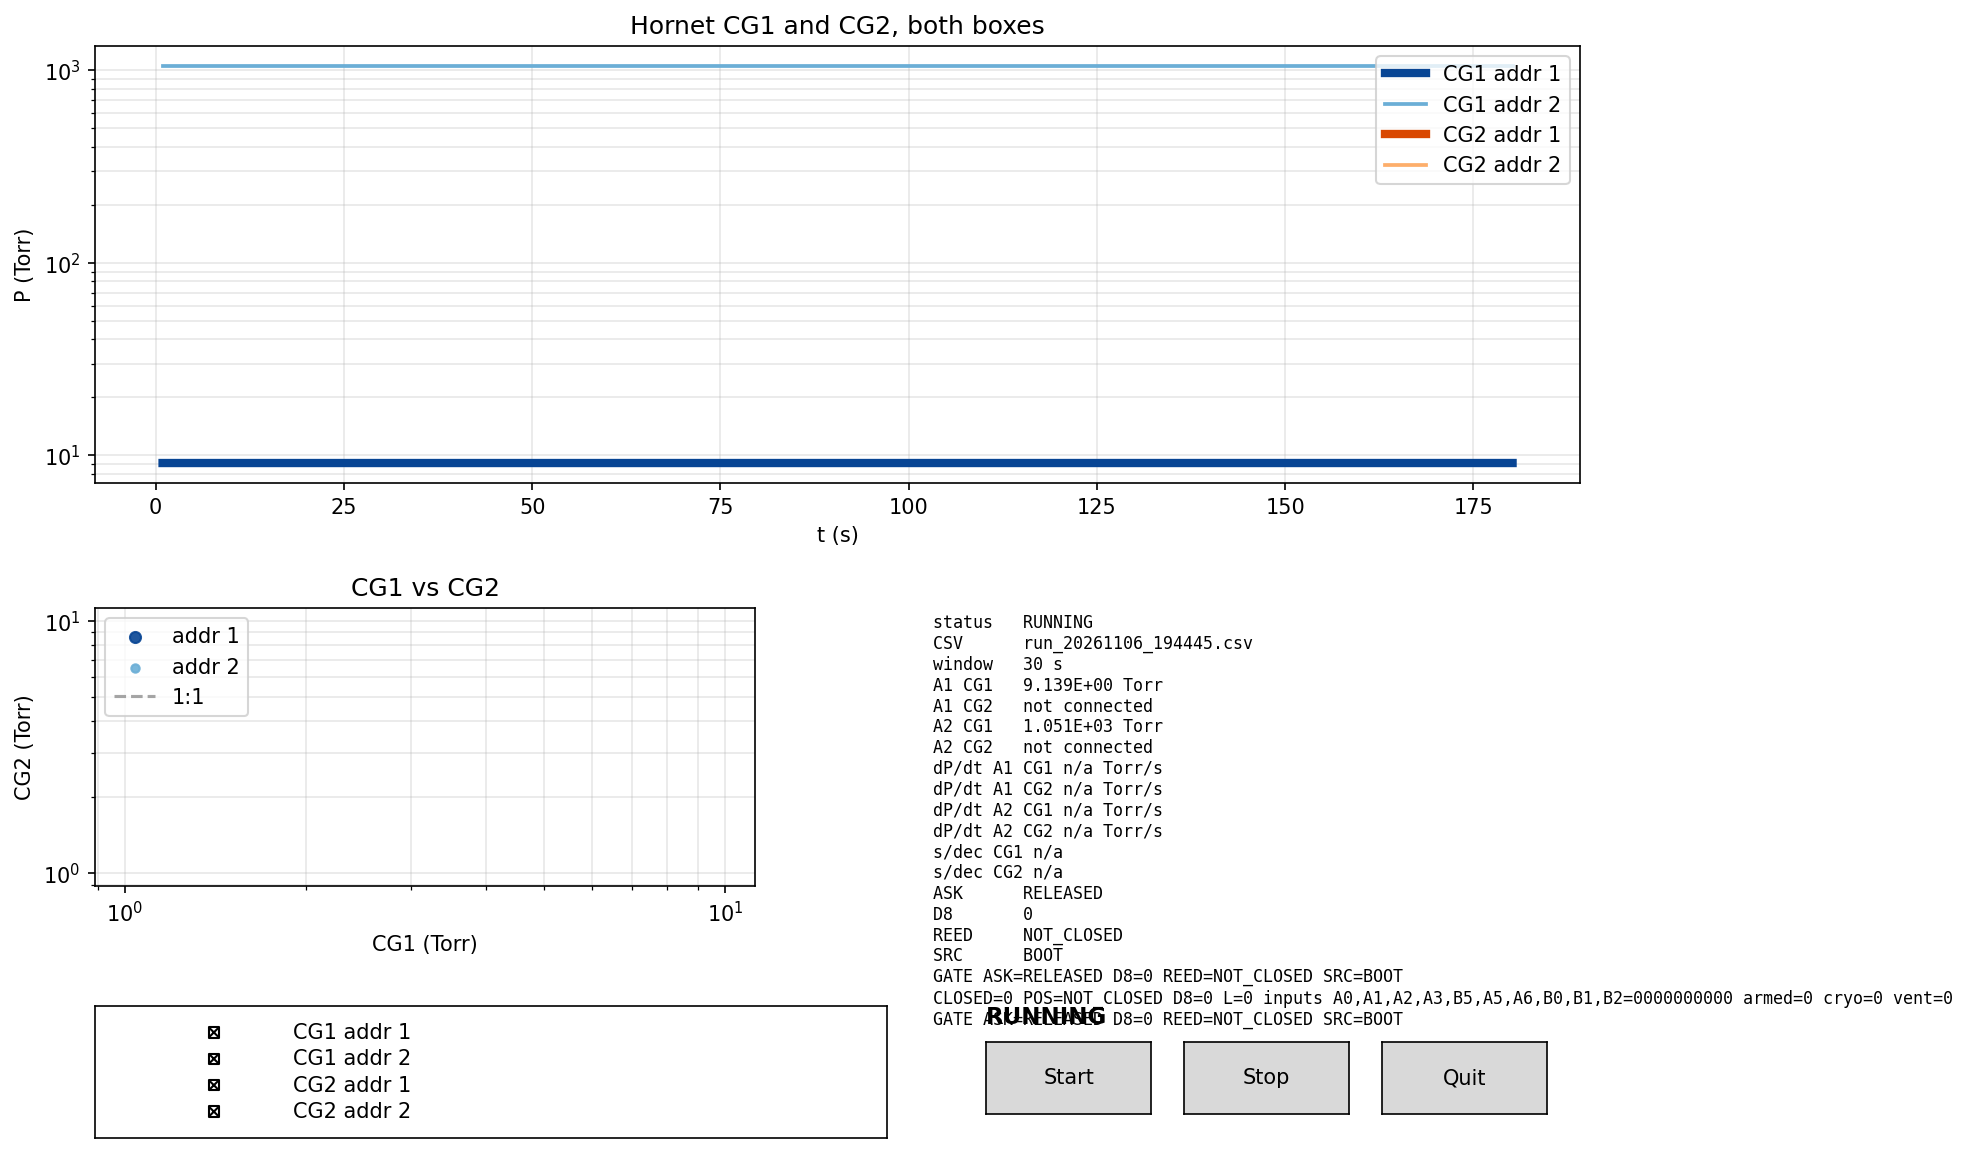 Hornet CG1 and CG2, both boxes
10³
10²
10¹
P (Torr)
CG1 addr 1
CG1 addr 2
CG2 addr 1
CG2 addr 2
0 25 50 75 100 125 150 175
t (s)
CG1 vs CG2
10¹
10⁰
CG2 (Torr)
addr 1
addr 2
1:1
10⁰ 10¹
CG1 (Torr)
status RUNNING
CSV run_20261106_194445.csv
window 30 s
A1 CG1 9.139E+00 Torr
A1 CG2 not connected
A2 CG1 1.051E+03 Torr
A2 CG2 not connected
dP/dt A1 CG1 n/a Torr/s
dP/dt A1 CG2 n/a Torr/s
dP/dt A2 CG1 n/a Torr/s
dP/dt A2 CG2 n/a Torr/s
s/dec CG1 n/a
s/dec CG2 n/a
ASK RELEASED
D8 0
REED NOT_CLOSED
SRC BOOT
GATE ASK=RELEASED D8=0 REED=NOT_CLOSED SRC=BOOT
CLOSED=0 POS=NOT_CLOSED D8=0 L=0 inputs A0,A1,A2,A3,B5,A5,A6,B0,B1,B2=0000000000 armed=0 cryo=0 vent=0
GATE ASK=RELEASED D8=0 REED=NOT_CLOSED SRC=BOOT
RUNNING
CG1 addr 1
CG1 addr 2
CG2 addr 1
CG2 addr 2
Start
Stop
Quit